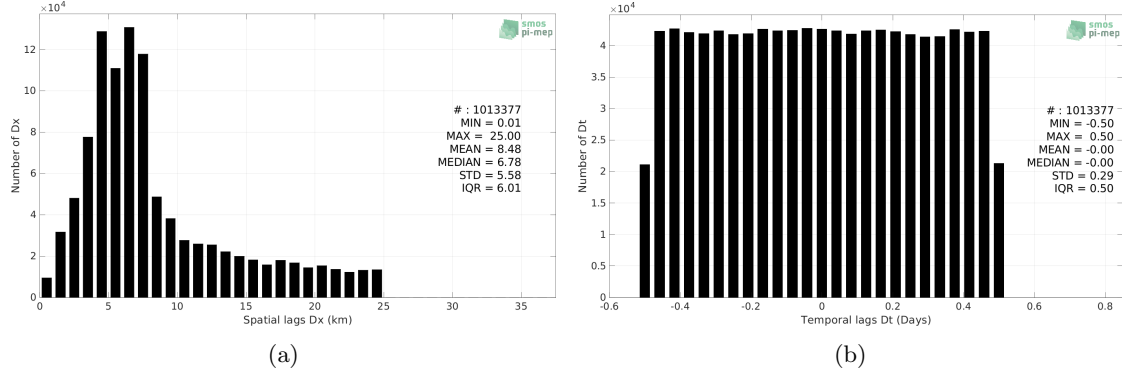 ×10⁴
smos
pi-mep
12
10
8
6
4
2
0
Number of Dx
# : 1013377
MIN = 0.01
MAX = 25.00
MEAN = 8.48
MEDIAN = 6.78
STD = 5.58
IQR = 6.01
0 5 10 15 20 25 30 35
Spatial lags Dx (km)
(a)
×10⁴
smos
pi-mep
4
3.5
3
2.5
2
1.5
1
0.5
0
Number of Dt
# : 1013377
MIN = -0.50
MAX = 0.50
MEAN = -0.00
MEDIAN = -0.00
STD = 0.29
IQR = 0.50
-0.6 -0.4 -0.2 0 0.2 0.4 0.6 0.8
Temporal lags Dt (Days)
(b)